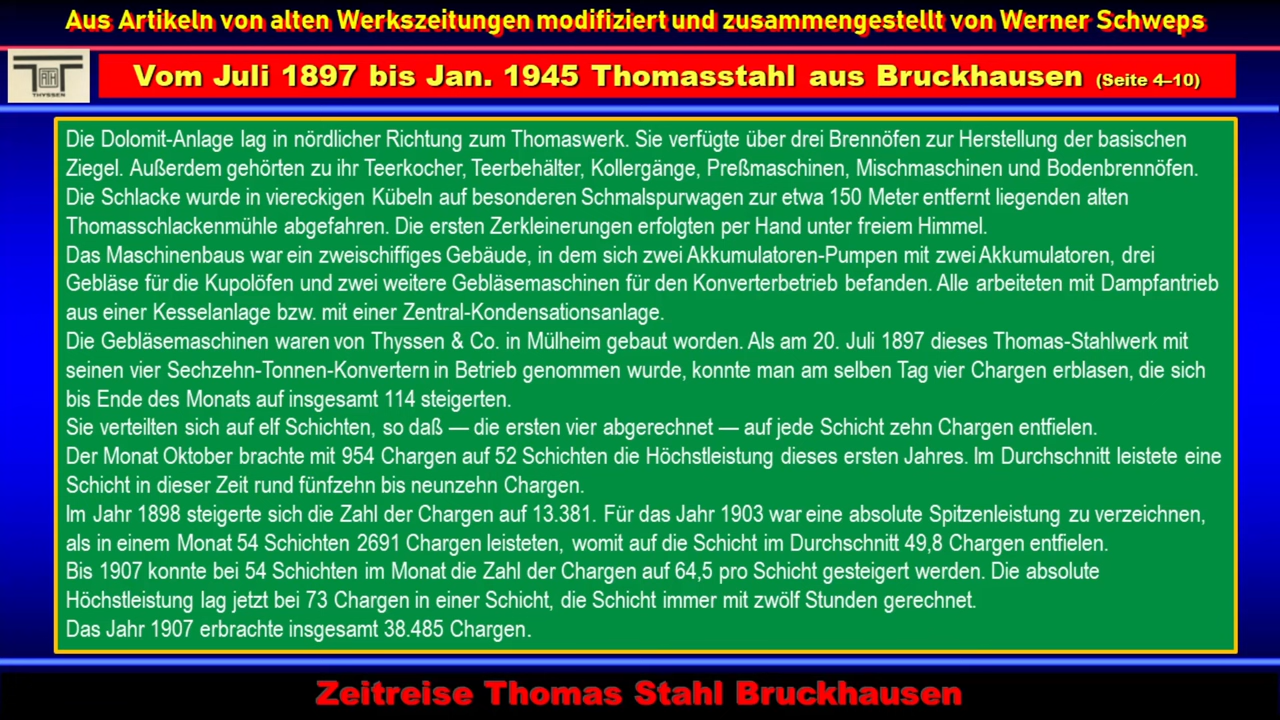 Aus Artikeln von alten Werkszeitungen modifiziert und zusammengestellt von Werner Schweps
THYSSEN
Vom Juli 1897 bis Jan. 1945 Thomasstahl aus Bruckhausen (Seite 4–10)
Die Dolomit-Anlage lag in nördlicher Richtung zum Thomaswerk. Sie verfügte über drei Brennöfen zur Herstellung der basischen
Ziegel. Außerdem gehörten zu ihr Teerkocher, Teerbehälter, Kollergänge, Preßmaschinen, Mischmaschinen und Bodenbrennöfen.
Die Schlacke wurde in viereckigen Kübeln auf besonderen Schmalspurwagen zur etwa 150 Meter entfernt liegenden alten
Thomasschlackenmühle abgefahren. Die ersten Zerkleinerungen erfolgten per Hand unter freiem Himmel.
Das Maschinenbaus war ein zweischiffiges Gebäude, in dem sich zwei Akkumulatoren-Pumpen mit zwei Akkumulatoren, drei
Gebläse für die Kupolöfen und zwei weitere Gebläsemaschinen für den Konverterbetrieb befanden. Alle arbeiteten mit Dampfantrieb
aus einer Kesselanlage bzw. mit einer Zentral-Kondensationsanlage.
Die Gebläsemaschinen waren von Thyssen & Co. in Mülheim gebaut worden. Als am 20. Juli 1897 dieses Thomas-Stahlwerk mit
seinen vier Sechzehn-Tonnen-Konvertern in Betrieb genommen wurde, konnte man am selben Tag vier Chargen erblasen, die sich
bis Ende des Monats auf insgesamt 114 steigerten.
Sie verteilten sich auf elf Schichten, so daß — die ersten vier abgerechnet — auf jede Schicht zehn Chargen entfielen.
Der Monat Oktober brachte mit 954 Chargen auf 52 Schichten die Höchstleistung dieses ersten Jahres. Im Durchschnitt leistete eine
Schicht in dieser Zeit rund fünfzehn bis neunzehn Chargen.
Im Jahr 1898 steigerte sich die Zahl der Chargen auf 13.381. Für das Jahr 1903 war eine absolute Spitzenleistung zu verzeichnen,
als in einem Monat 54 Schichten 2691 Chargen leisteten, womit auf die Schicht im Durchschnitt 49,8 Chargen entfielen.
Bis 1907 konnte bei 54 Schichten im Monat die Zahl der Chargen auf 64,5 pro Schicht gesteigert werden. Die absolute
Höchstleistung lag jetzt bei 73 Chargen in einer Schicht, die Schicht immer mit zwölf Stunden gerechnet.
Das Jahr 1907 erbrachte insgesamt 38.485 Chargen.
Zeitreise Thomas Stahl Bruckhausen